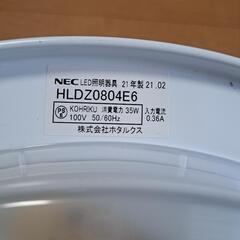 NEC LED照明器具 21年製 21.02
HLDZ0804E6
PS E KOHRIKU 消費電力 35W 入力電流
100V 50/60Hz 0.36A
株式会社ホタルクス